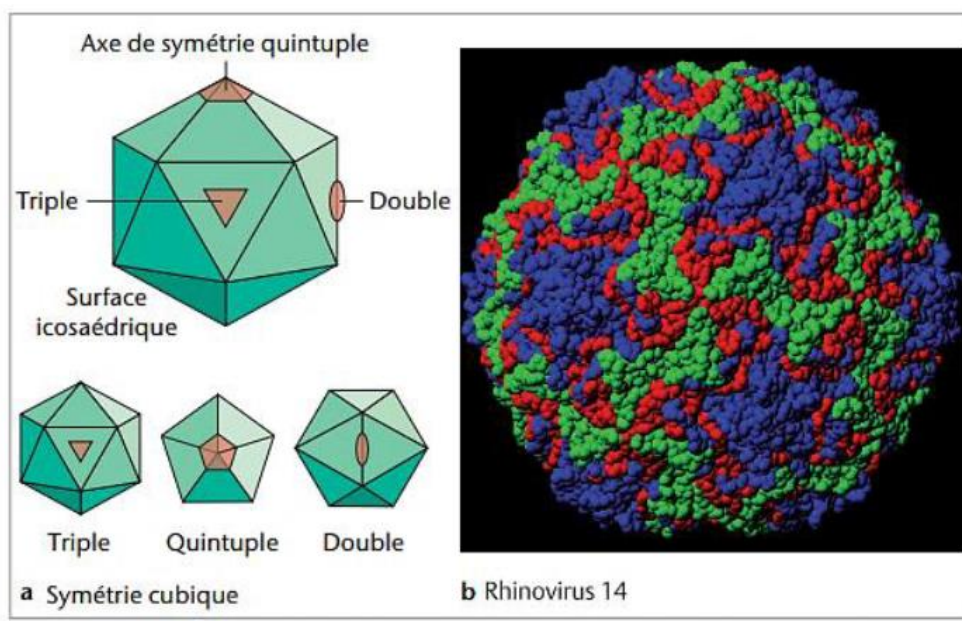 Axe de symétrie quintuple
Triple
Double
Surface
icosaédrique
Triple
Quintuple
Double
a Symétrie cubique
b Rhinovirus 14